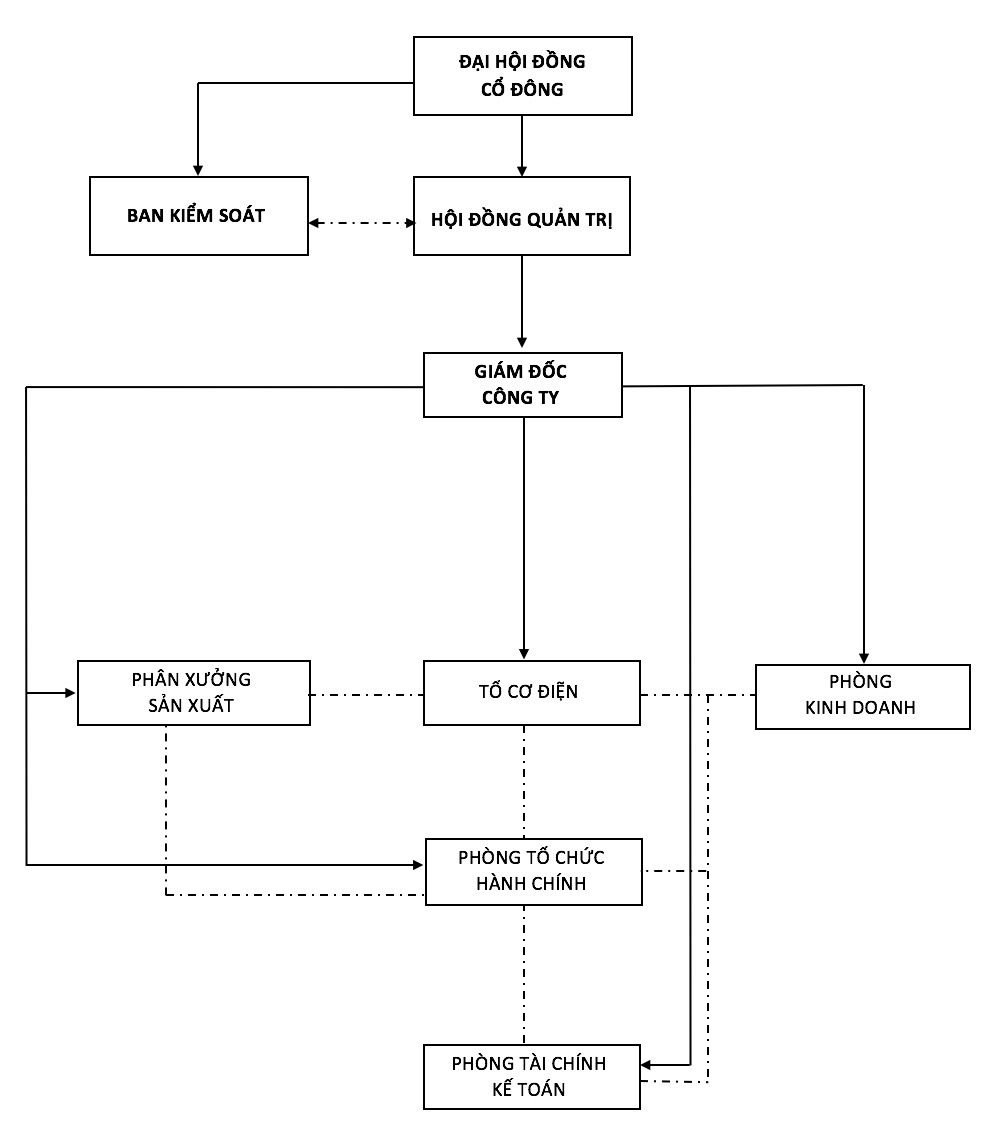 ĐẠI HỘI ĐỒNG
CỔ ĐÔNG
BAN KIỂM SOÁT
HỘI ĐỒNG QUẢN TRỊ
GIÁM ĐỐC
CÔNG TY
PHÂN XƯỞNG
SẢN XUẤT
TỔ CƠ ĐIỆN
PHÒNG
KINH DOANH
PHÒNG TỔ CHỨC
HÀNH CHÍNH
PHÒNG TÀI CHÍNH
KẾ TOÁN